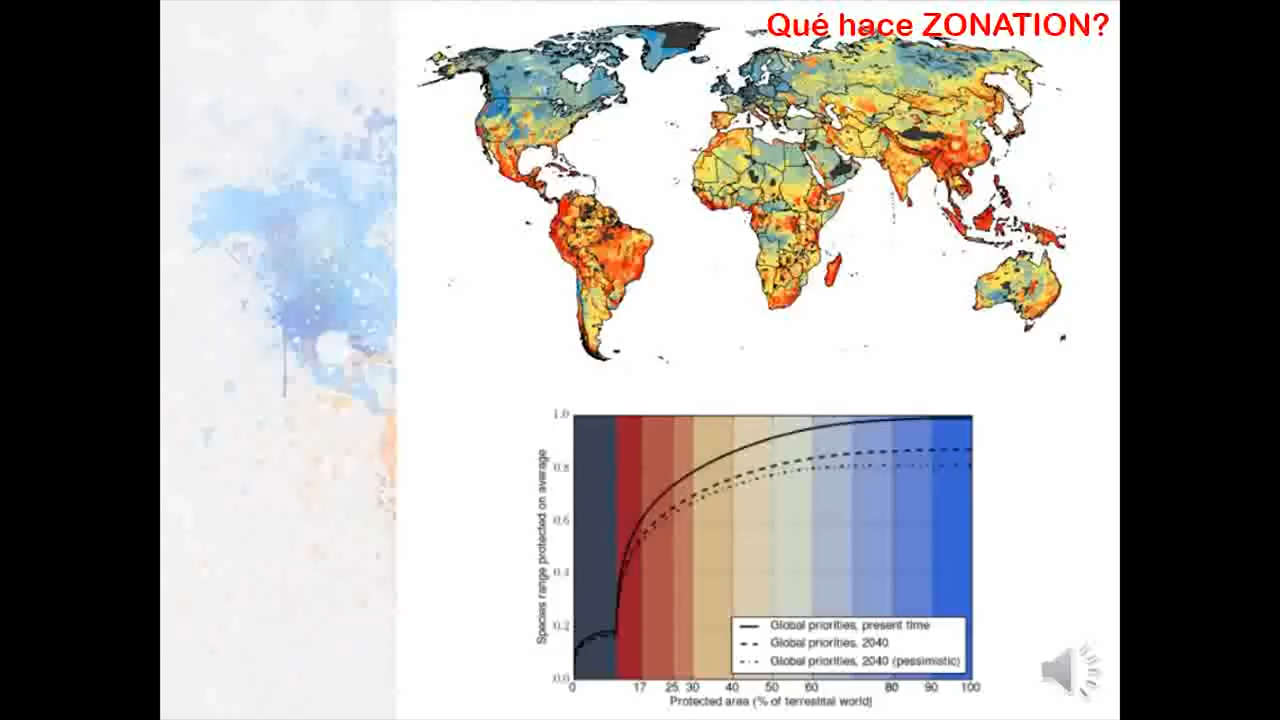 Qué hace ZONATION?
Species range protected on average
1.0
0.8
0.6
0.4
0.2
0.0
Global priorities, present time
Global priorities, 2040
Global priorities, 2040 (pessimistic)
0 17 25 30 40 50 60 70 80 90 100
Protected area (% of terrestrial world)